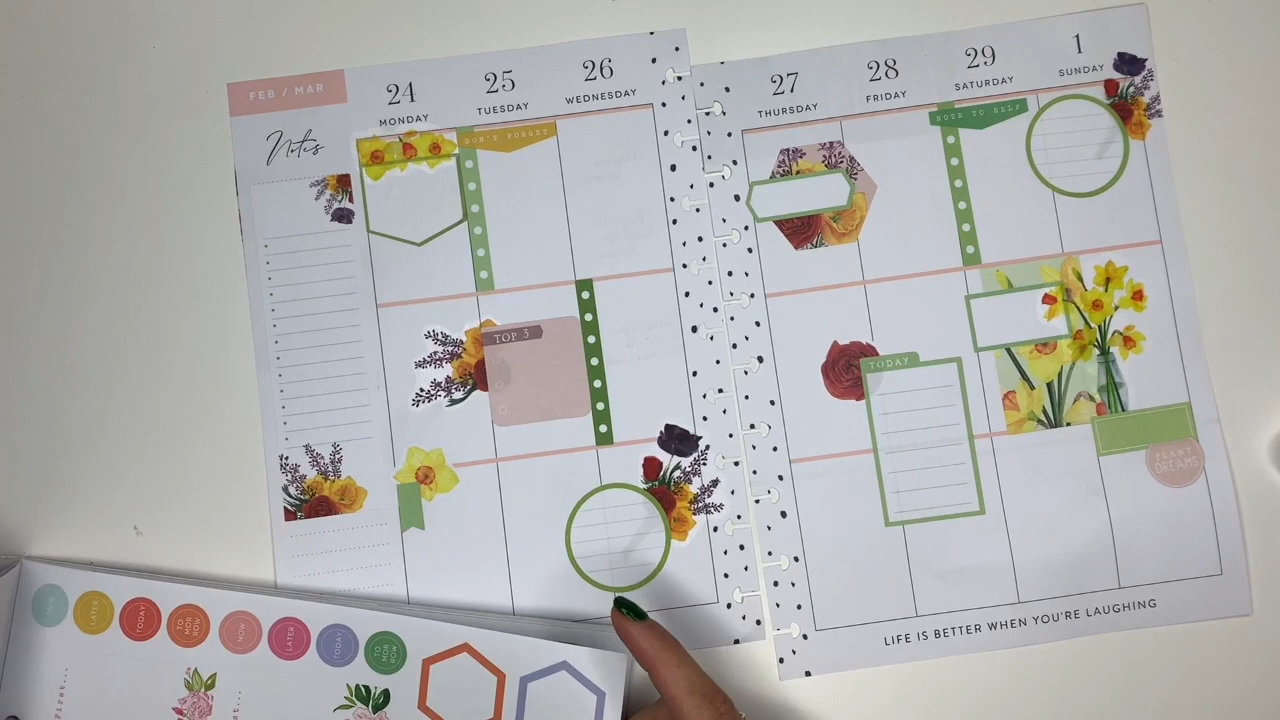 FEB / MAR
24
MONDAY
25
TUESDAY
26
WEDNESDAY
27
THURSDAY
28
FRIDAY
29
SATURDAY
1
SUNDAY
Notes
DON'T FORGET
NOTE TO SELF
TOP 3
TODAY
PLANT
DREAMS
LIFE IS BETTER WHEN YOU'RE LAUGHING
LATER
TODAY
TO
MOR
ROW
NOW
LATER
TODAY
TO
MOR
ROW